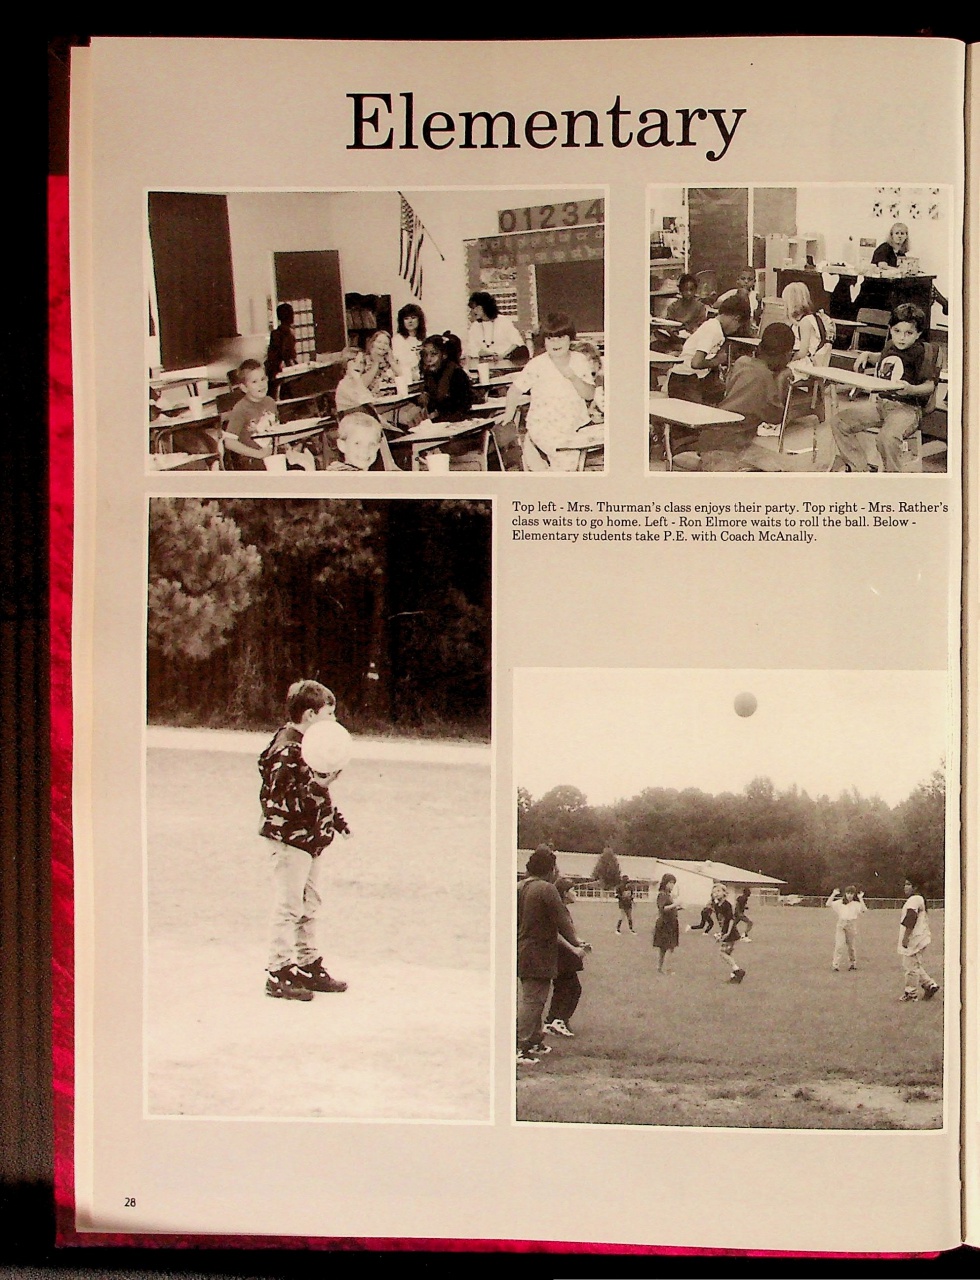 Elementary
01234
Top left - Mrs. Thurman's class enjoys their party. Top right - Mrs. Rather's
class waits to go home. Left - Ron Elmore waits to roll the ball. Below -
Elementary students take P.E. with Coach McAnally.
28